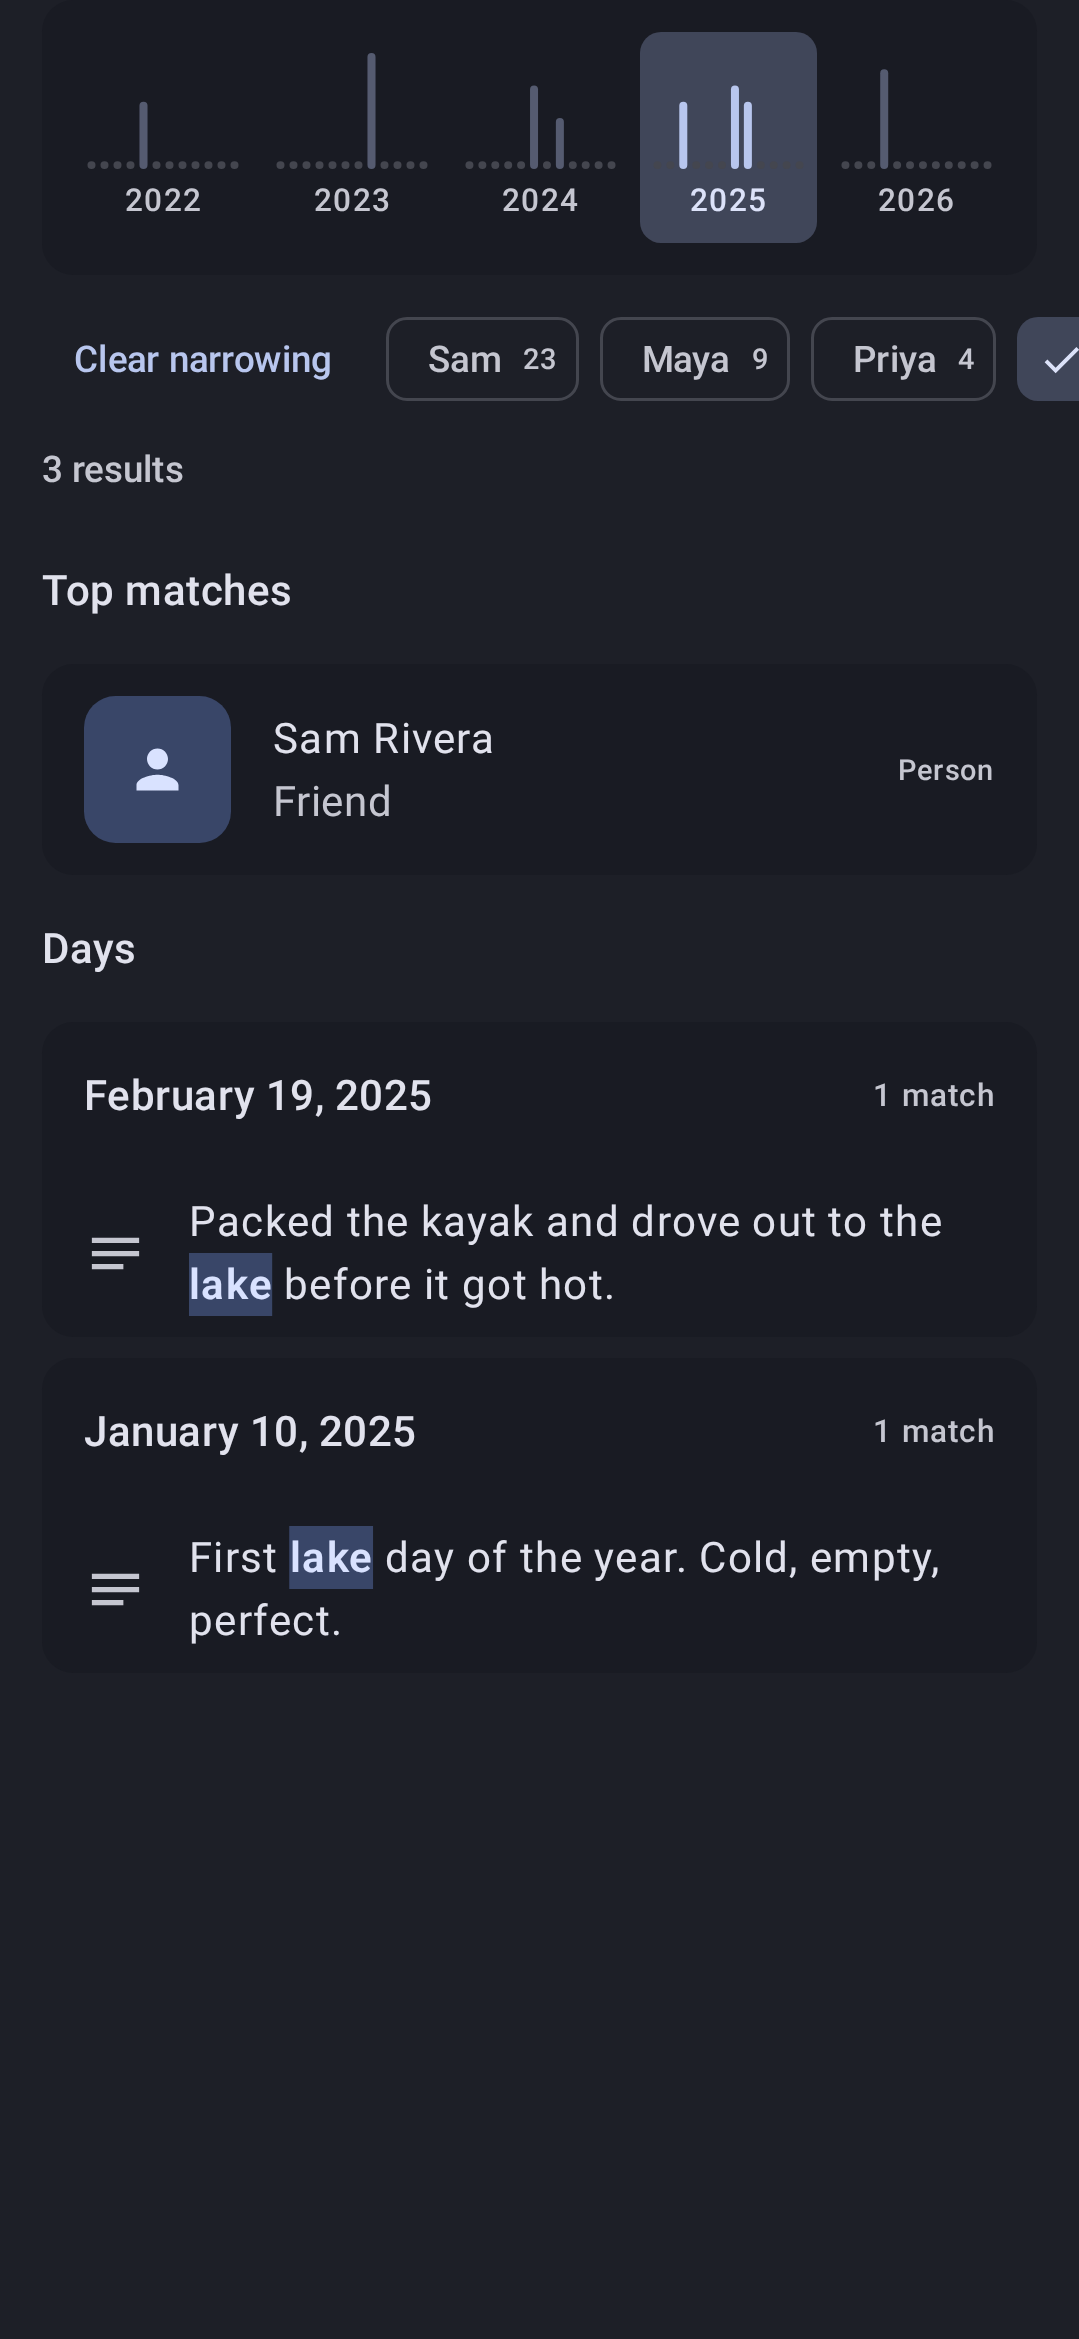 2022 2023 2024 2025 2026
Clear narrowing Sam 23 Maya 9 Priya 4
3 results
Top matches
Sam Rivera
Friend
Person
Days
February 19, 2025 1 match
Packed the kayak and drove out to the
lake before it got hot.
January 10, 2025 1 match
First lake day of the year. Cold, empty,
perfect.